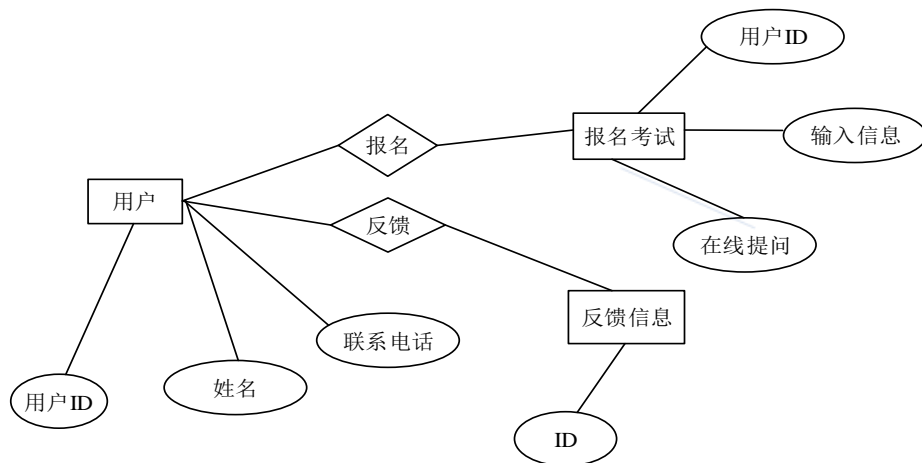 用户ID
报名
报名考试
输入信息
用户
反馈
在线提问
反馈信息
联系电话
姓名
用户ID
ID